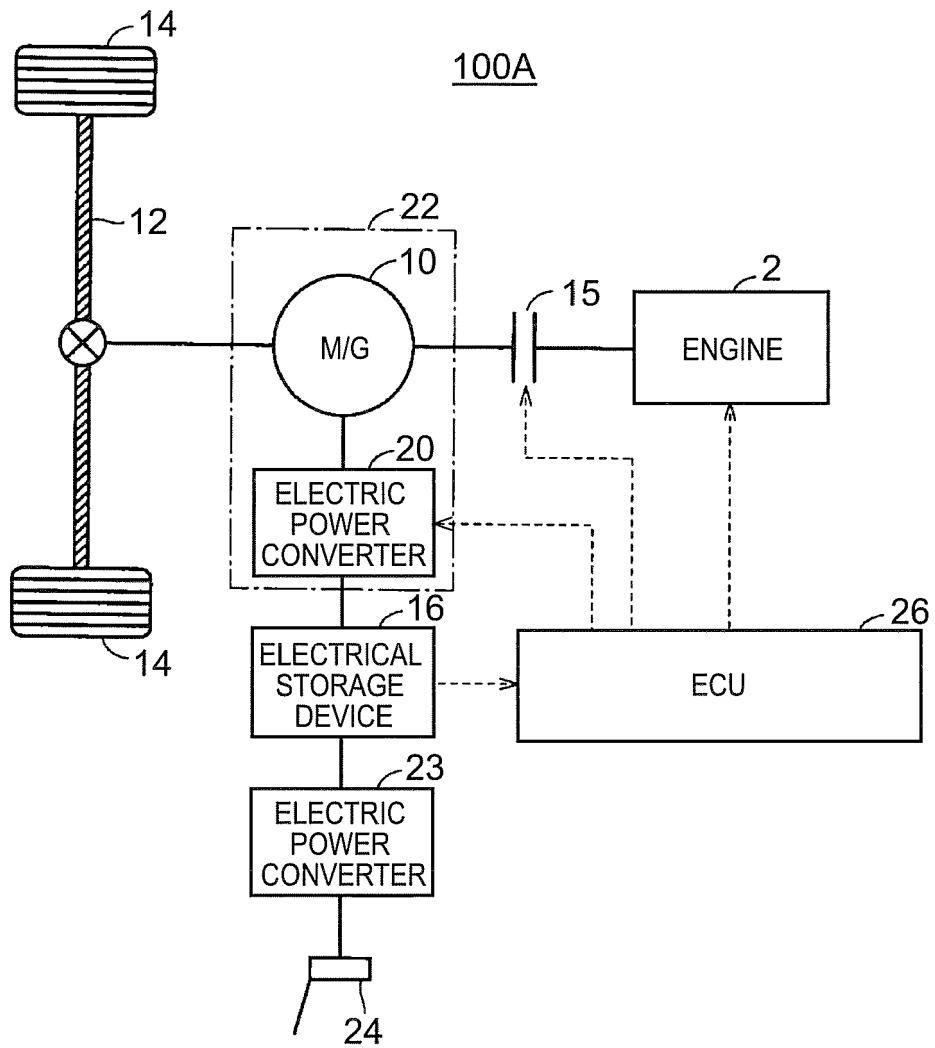 14
100A
12
22
10
M/G
15
2
ENGINE
20
ELECTRIC
POWER
CONVERTER
14
16
ELECTRICAL
STORAGE
DEVICE
26
ECU
23
ELECTRIC
POWER
CONVERTER
24